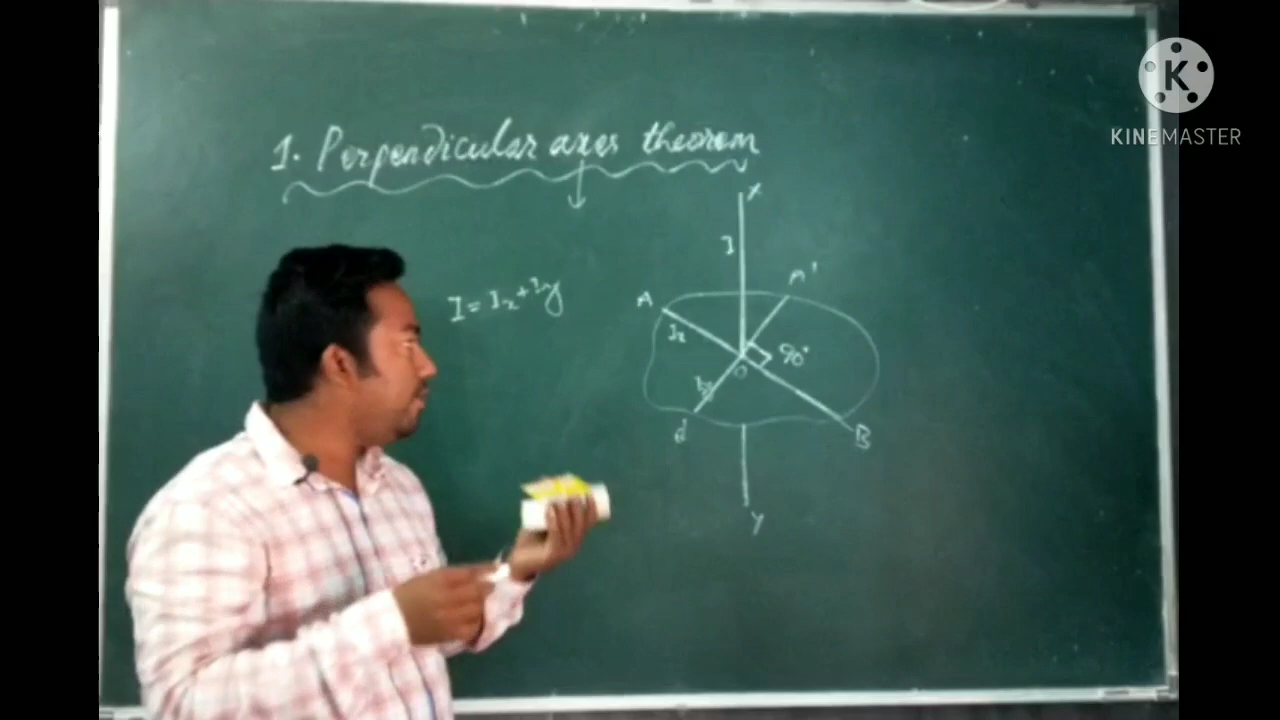 1. Perpendicular axes theorem
x
I
I = Ix + Iy
A
A'
Ix
90°
O
Iy
B
y
K
KINEMASTER